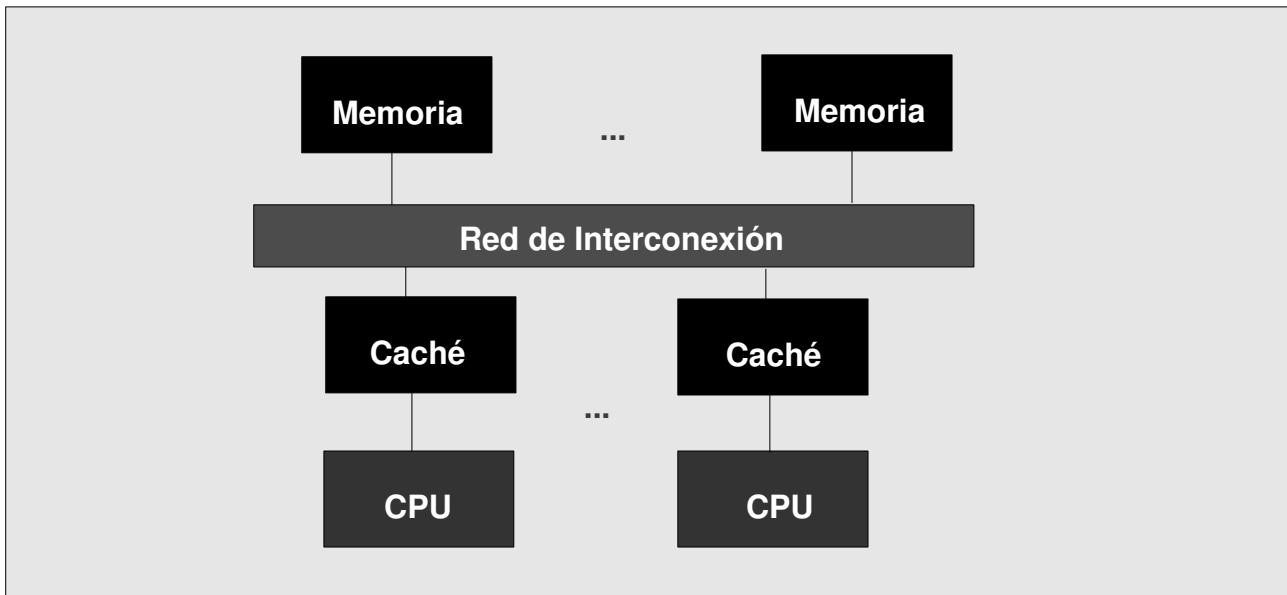 Memoria
...
Memoria
Red de Interconexión
Caché
Caché
...
CPU
CPU